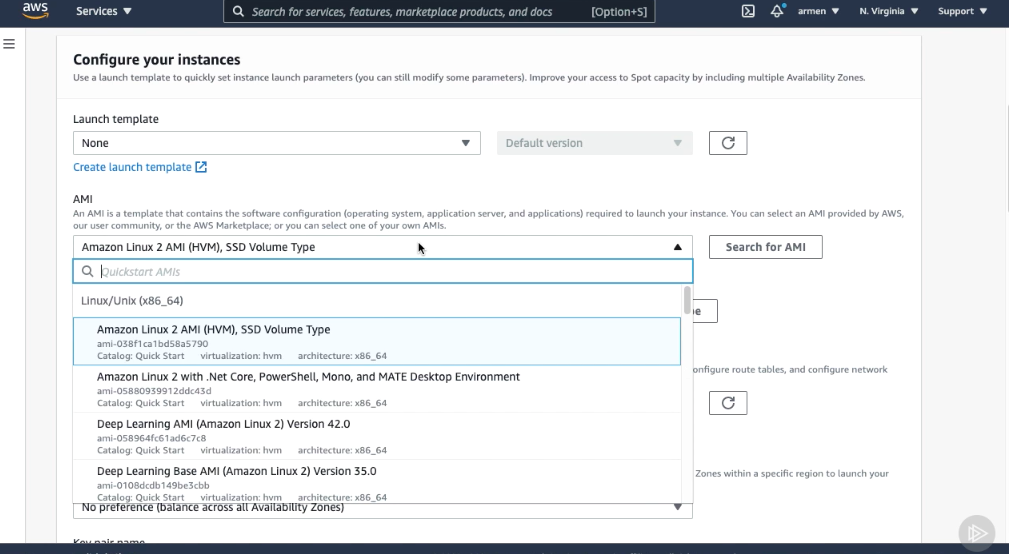 aws
Services
Search for services, features, marketplace products, and docs
[Option+S]
armen
N. Virginia
Support
Configure your instances
Use a launch template to quickly set instance launch parameters (you can still modify some parameters). Improve your access to Spot capacity by including multiple Availability Zones.
Launch template
None
Default version
Create launch template
AMI
An AMI is a template that contains the software configuration (operating system, application server, and applications) required to launch your instance. You can select an AMI provided by AWS,
our user community, or the AWS Marketplace; or you can select one of your own AMIs.
Amazon Linux 2 AMI (HVM), SSD Volume Type
Search for AMI
Quickstart AMIs
Linux/Unix (x86_64)
Amazon Linux 2 AMI (HVM), SSD Volume Type
ami-038f1ca1bd58a5790
Catalog: Quick Start virtualization: hvm architecture: x86_64
Amazon Linux 2 with .Net Core, PowerShell, Mono, and MATE Desktop Environment
onfigure route tables, and configure network
ami-05880939912ddc43d
Catalog: Quick Start virtualization: hvm architecture: x86_64
Deep Learning AMI (Amazon Linux 2) Version 42.0
ami-058964fc61ad6c7c8
Catalog: Quick Start virtualization: hvm architecture: x86_64
Deep Learning Base AMI (Amazon Linux 2) Version 35.0
Zones within a specific region to launch your
ami-0108dcdb149be3cbb
Catalog: Quick Start virtualization: hvm architecture: x86_64
No preference (balance across all Availability Zones)
Key pair name